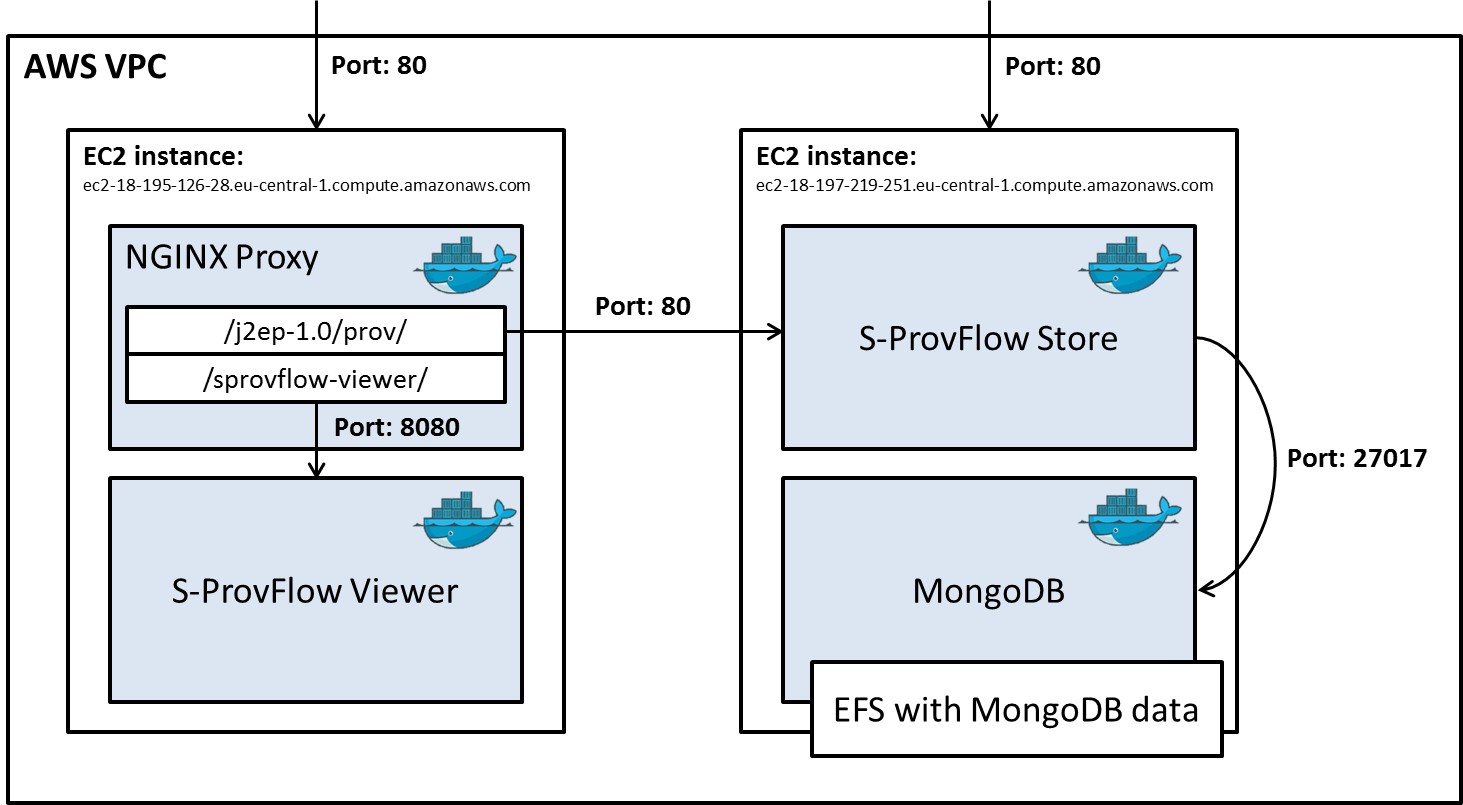 AWS VPC
Port: 80
Port: 80
EC2 instance:
ec2-18-195-126-28.eu-central-1.compute.amazonaws.com
NGINX Proxy
/j2ep-1.0/prov/
/sprovflow-viewer/
Port: 8080
S-ProvFlow Viewer
Port: 80
EC2 instance:
ec2-18-197-219-251.eu-central-1.compute.amazonaws.com
S-ProvFlow Store
Port: 27017
MongoDB
EFS with MongoDB data